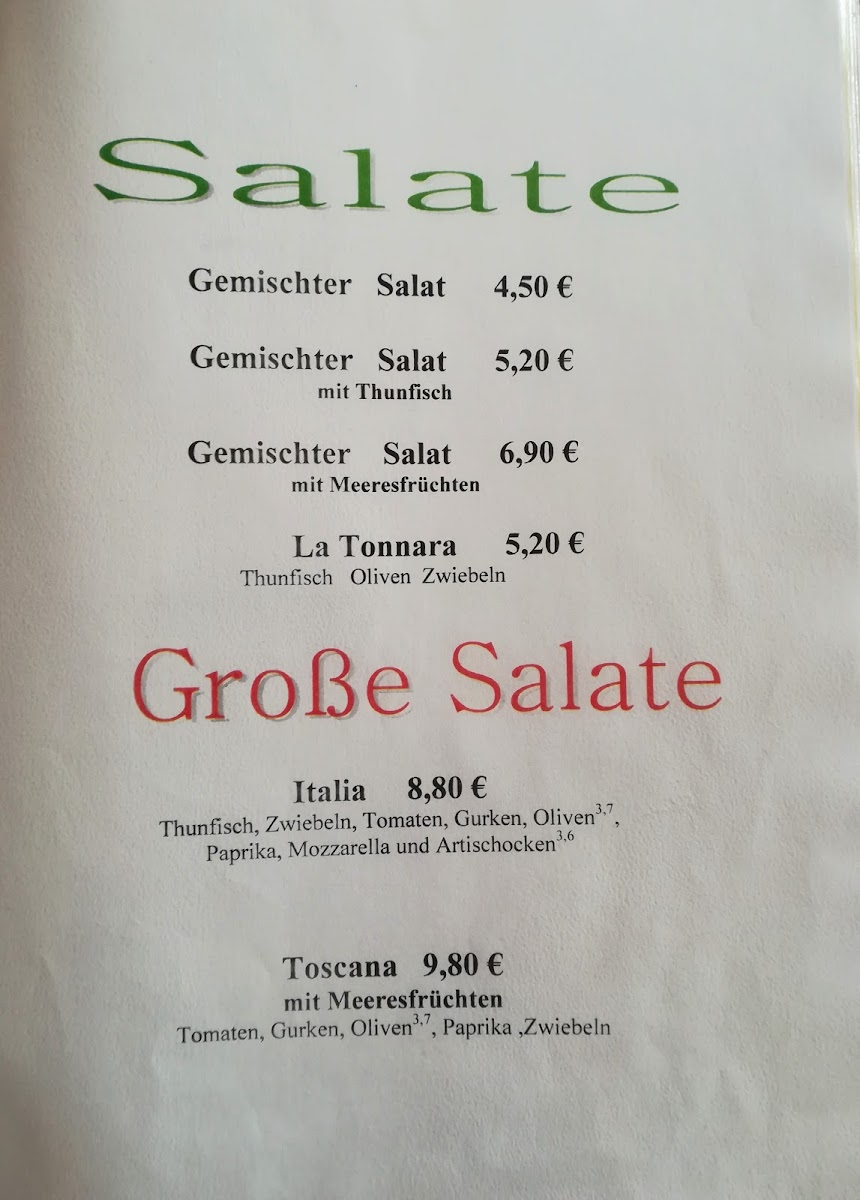 Salate
Gemischter Salat 4,50 €
Gemischter Salat 5,20 €
mit Thunfisch
Gemischter Salat 6,90 €
mit Meeresfrüchten
La Tonnara 5,20 €
Thunfisch Oliven Zwiebeln
Große Salate
Italia 8,80 €
Thunfisch, Zwiebeln, Tomaten, Gurken, Oliven3,7,
Paprika, Mozzarella und Artischocken3,6
Toscana 9,80 €
mit Meeresfrüchten
Tomaten, Gurken, Oliven3,7, Paprika ,Zwiebeln